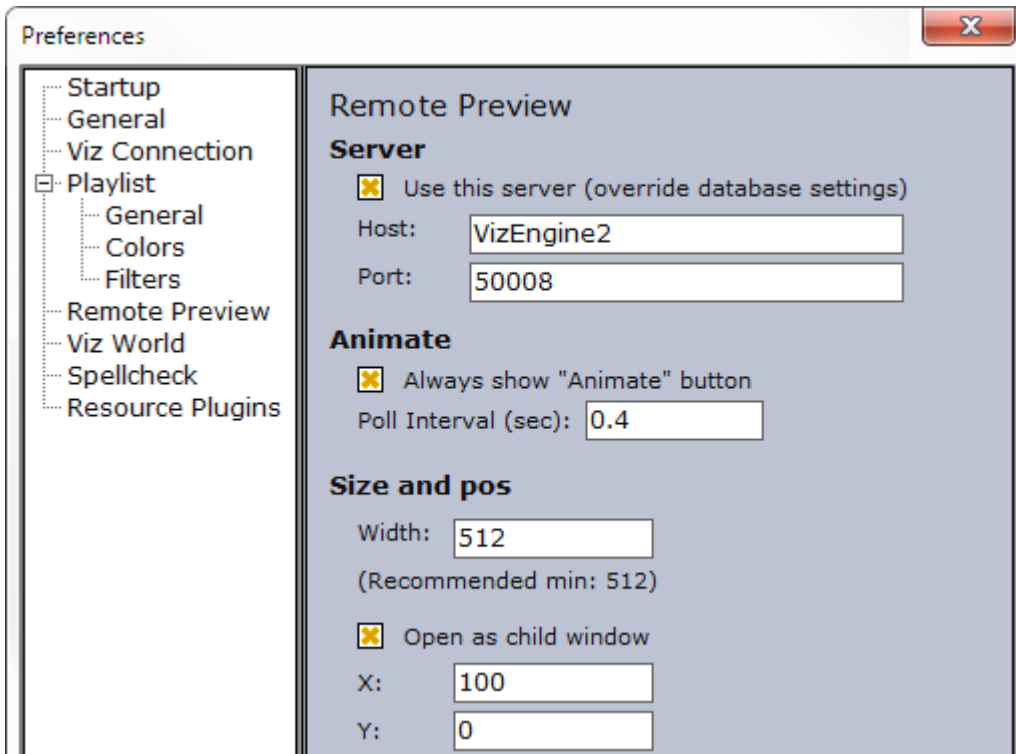 Preferences
Startup
General
Viz Connection
Playlist
General
Colors
Filters
Remote Preview
Viz World
Spellcheck
Resource Plugins
Remote Preview
Server
Use this server (override database settings)
Host: VizEngine2
Port: 50008
Animate
Always show "Animate" button
Poll Interval (sec): 0.4
Size and pos
Width: 512
(Recommended min: 512)
Open as child window
X: 100
Y: 0